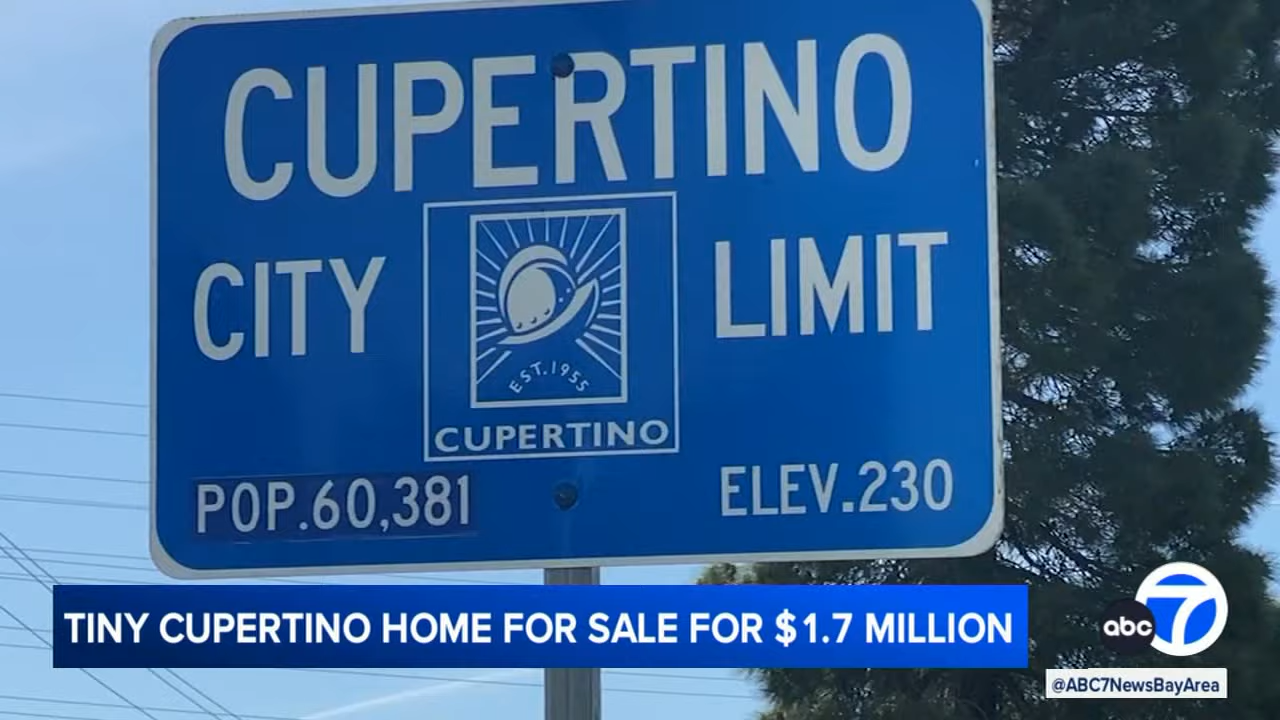 CUPERTINO
CITY LIMIT
EST. 1955
CUPERTINO
POP.60,381 ELEV.230
TINY CUPERTINO HOME FOR SALE FOR $1.7 MILLION
abc 7
@ABC7NewsBayArea